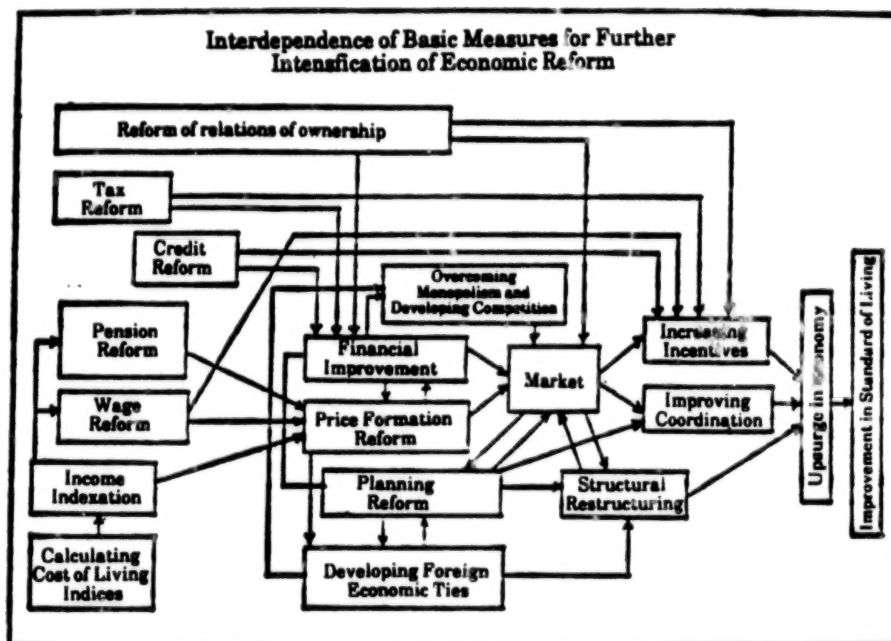 Interdependence of Basic Measures for Further
Intensfication of Economic Reform
Reform of relations of ownership
Tax
Reform
Credit
Reform
Overcoming
Monopolism and
Developing Competition
Pension
Reform
Financial
Improvement
Increasing
Incentives
Market
Wage
Reform
Price Formation
Reform
Improving
Coordination
Income
Indexation
Planning
Reform
Structural
Restructuring
Calculating
Cost of Living
Indices
Developing Foreign
Economic Ties
Upsurge in Economy
Improvement in Standard of Living